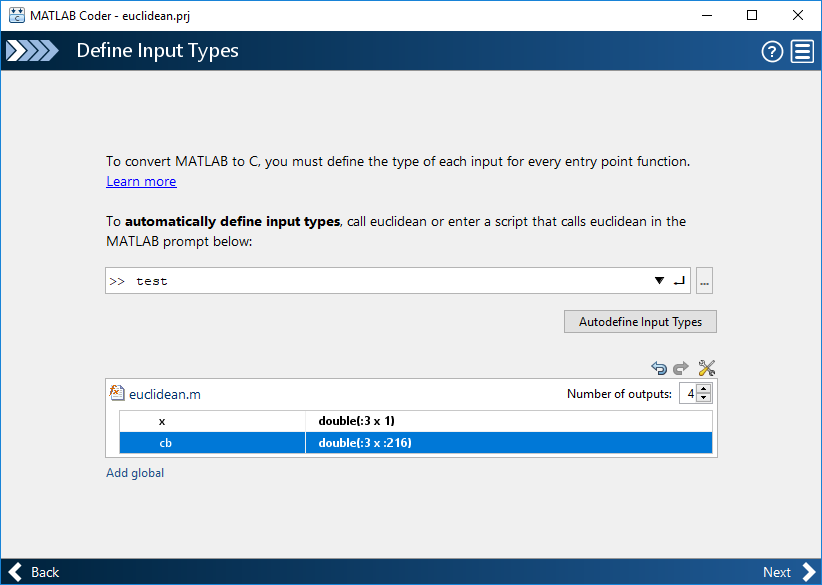 MATLAB Coder - euclidean.prj
Define Input Types
To convert MATLAB to C, you must define the type of each input for every entry point function.
Learn more
To automatically define input types, call euclidean or enter a script that calls euclidean in the
MATLAB prompt below:
>> test
...
Autodefine Input Types
euclidean.m Number of outputs: 4
x double(:3 x 1)
cb double(:3 x :216)
Add global
Back Next